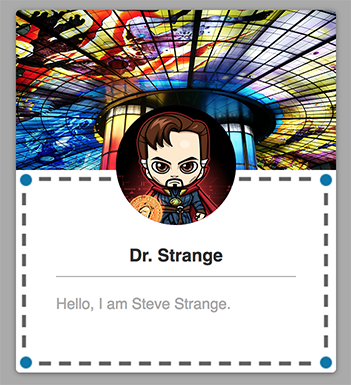 Dr. Strange
Hello, I am Steve Strange.